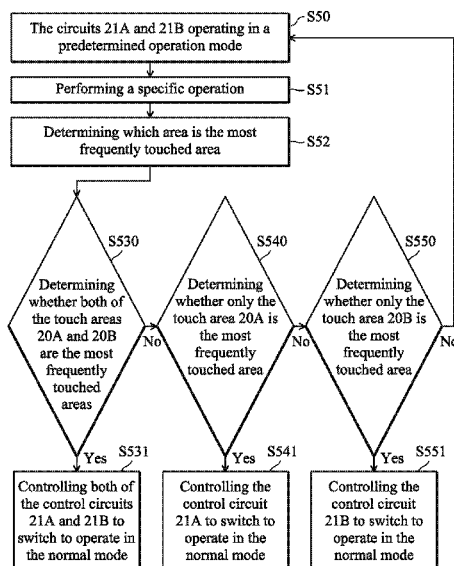 S50
The circuits 21A and 21B operating in a
predetermined operation mode
Performing a specific operation
S51
Determining which area is the most
frequently touched area
S52
S530
Determining
whether both of
the touch areas
20A and 20B
are the most
frequently
touched
areas
No
Yes
S540
Determining
whether only the
touch area 20A is
the most
frequently
touched area
No
Yes
S550
Determining
whether only the
touch area 20B is
the most
frequently
touched area
No
Yes
S531
Controlling both of
the control circuits
21A and 21B to
switch to operate in
the normal mode
S541
Controlling the
control circuit
21A to switch to
operate in the
normal mode
S551
Controlling the
control circuit
21B to switch to
operate in the
normal mode